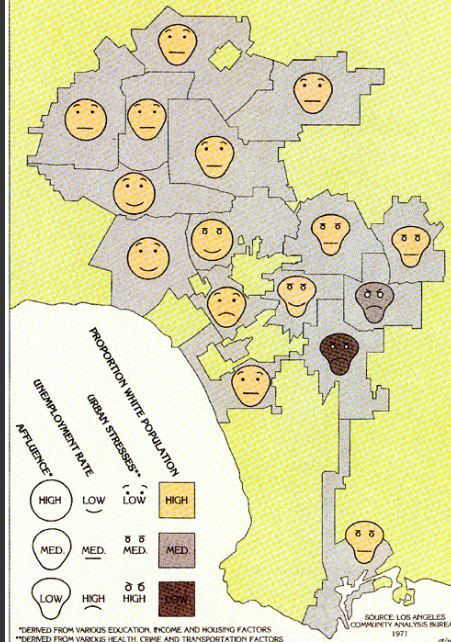 AFFLUENCE*
UNEMPLOYMENT RATE
URBAN STRESSES**
PROPORTION WHITE POPULATION
HIGH LOW LOW HIGH
MED. MED. MED. MED.
LOW HIGH HIGH LOW
*DERIVED FROM VARIOUS EDUCATION, INCOME AND HOUSING FACTORS
**DERIVED FROM VARIOUS HEALTH, CRIME AND TRANSPORTATION FACTORS
SOURCE: LOS ANGELES
COMMUNITY ANALYSIS BURE
1971